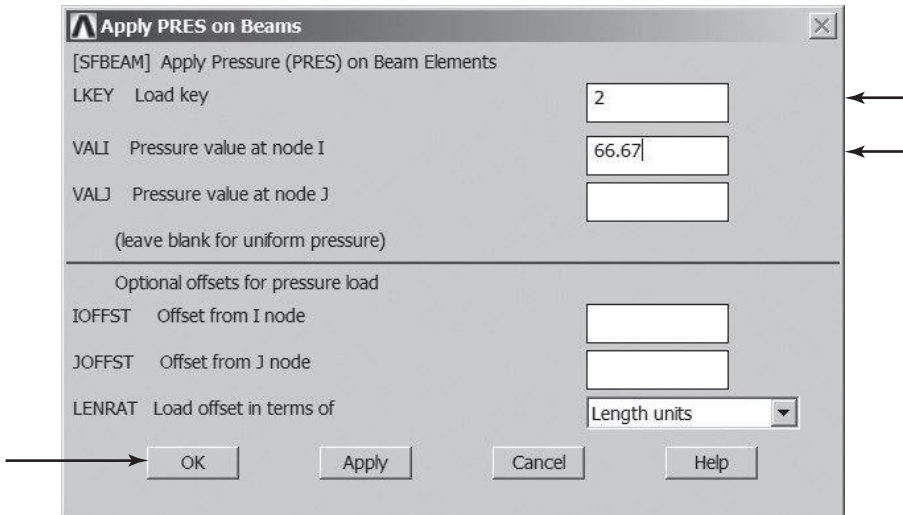 Apply PRES on Beams
[SFBEAM] Apply Pressure (PRES) on Beam Elements
LKEY Load key 2
VALI Pressure value at node I 66.67
VALJ Pressure value at node J
(leave blank for uniform pressure)
Optional offsets for pressure load
IOFFST Offset from I node
JOFFST Offset from J node
LENRAT Load offset in terms of Length units
OK Apply Cancel Help